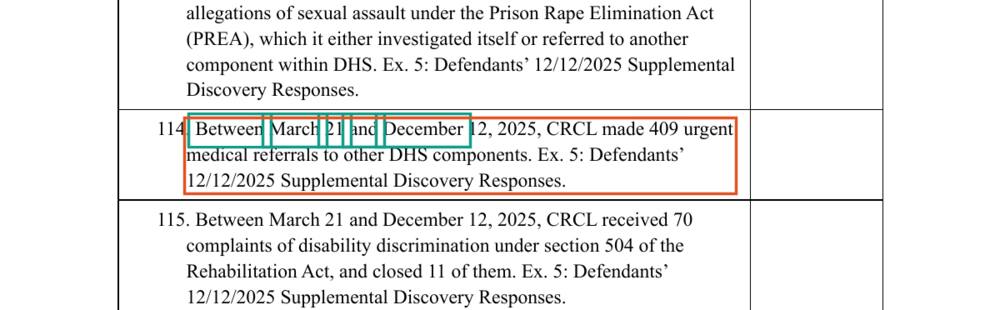 allegations of sexual assault under the Prison Rape Elimination Act
(PREA), which it either investigated itself or referred to another
component within DHS. Ex. 5: Defendants’ 12/12/2025 Supplemental
Discovery Responses.
114. Between March 21 and December 12, 2025, CRCL made 409 urgent
medical referrals to other DHS components. Ex. 5: Defendants’
12/12/2025 Supplemental Discovery Responses.
115. Between March 21 and December 12, 2025, CRCL received 70
complaints of disability discrimination under section 504 of the
Rehabilitation Act, and closed 11 of them. Ex. 5: Defendants’
12/12/2025 Supplemental Discovery Responses.